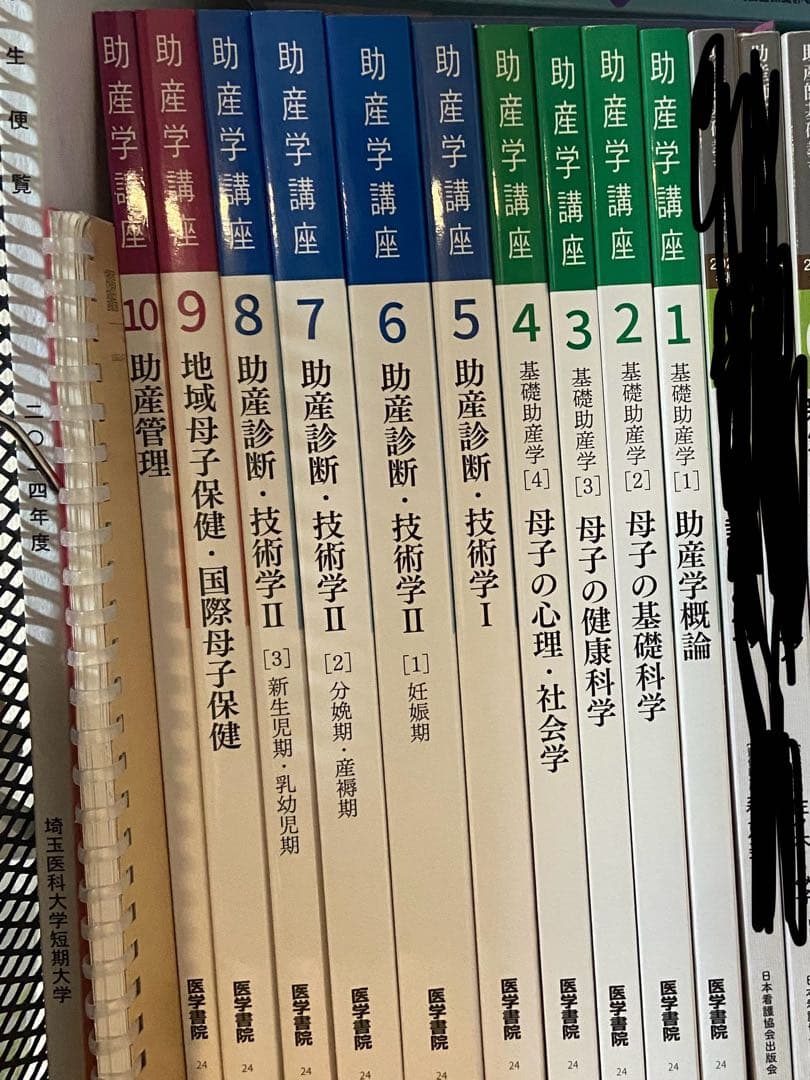 生便覧
二〇一四年度
埼玉医科大学短期大学
助産学講座
10
助産管理
助産学講座
9
地域母子保健・国際母子保健
医学書院
24
助産学講座
8
助産診断・技術学Ⅱ
[3]新生児期・乳幼児期
医学書院
24
助産学講座
7
助産診断・技術学Ⅱ
[2]分娩期・産褥期
医学書院
24
助産学講座
6
助産診断・技術学Ⅱ
[1]妊娠期
医学書院
24
助産学講座
5
助産診断・技術学Ⅰ
医学書院
24
助産学講座
4
基礎助産学[4]
母子の心理・社会学
医学書院
24
助産学講座
3
基礎助産学[3]
母子の健康科学
医学書院
24
助産学講座
2
基礎助産学[2]
母子の基礎科学
医学書院
24
助産学講座
1
基礎助産学[1]
助産学概論
医学書院
24
日本看護協会出版会